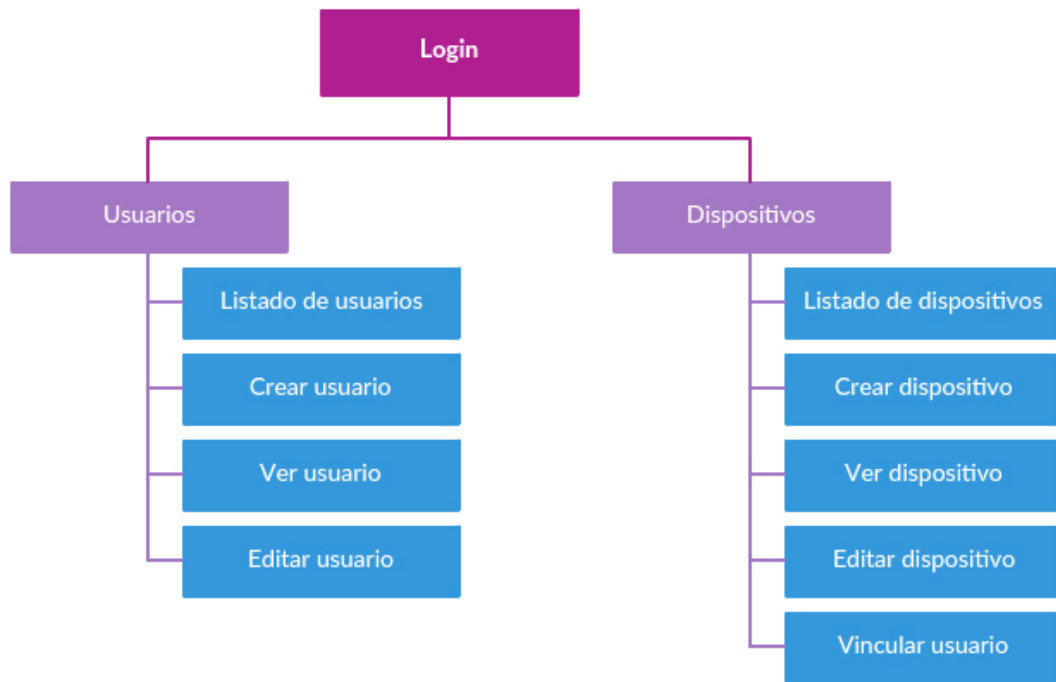 Login
Usuarios
Listado de usuarios
Crear usuario
Ver usuario
Editar usuario
Dispositivos
Listado de dispositivos
Crear dispositivo
Ver dispositivo
Editar dispositivo
Vincular usuario